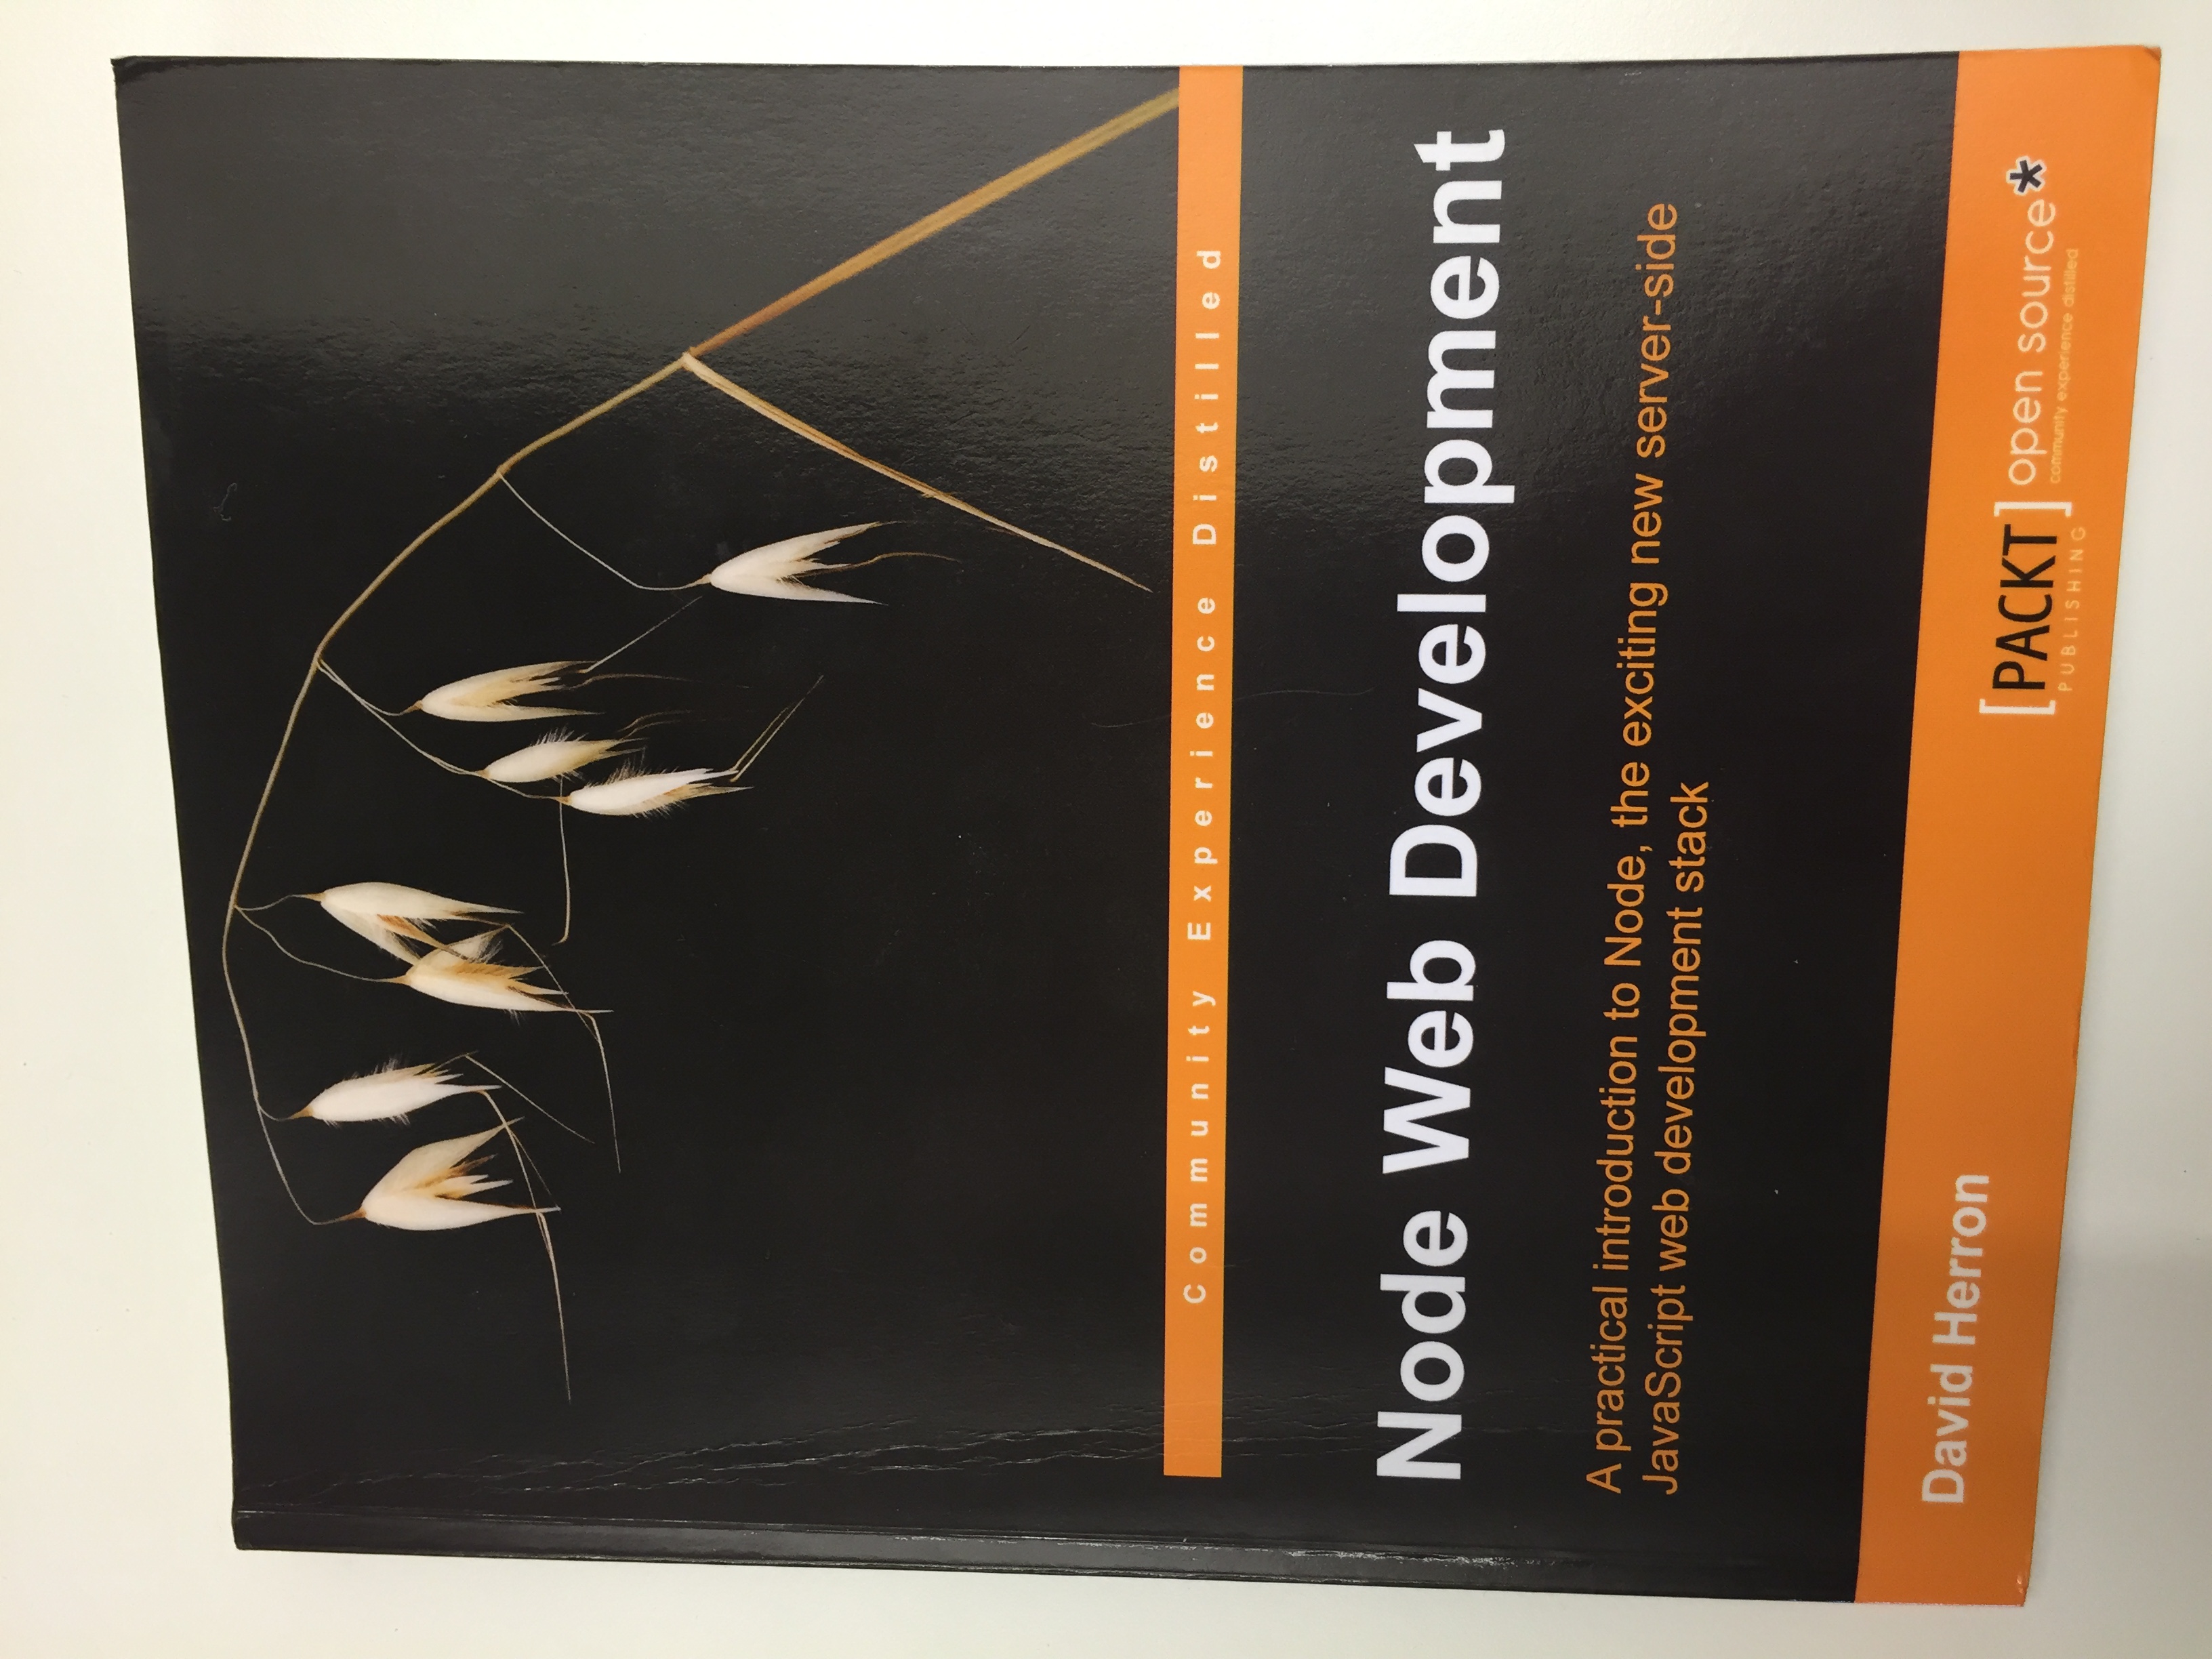 Community Experience Distilled
Node Web Development
A practical introduction to Node, the exciting new server-side
JavaScript web development stack
David Herron
[PACKT]
PUBLISHING
open source*
community experience distilled